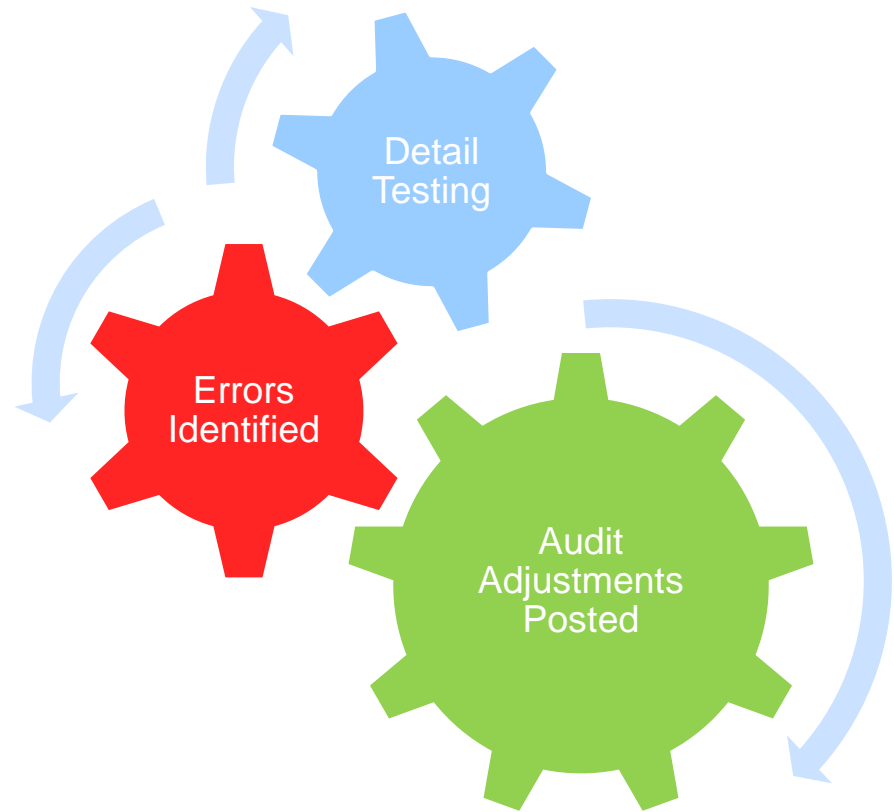 Detail
Testing
Errors
Identified
Audit
Adjustments
Posted